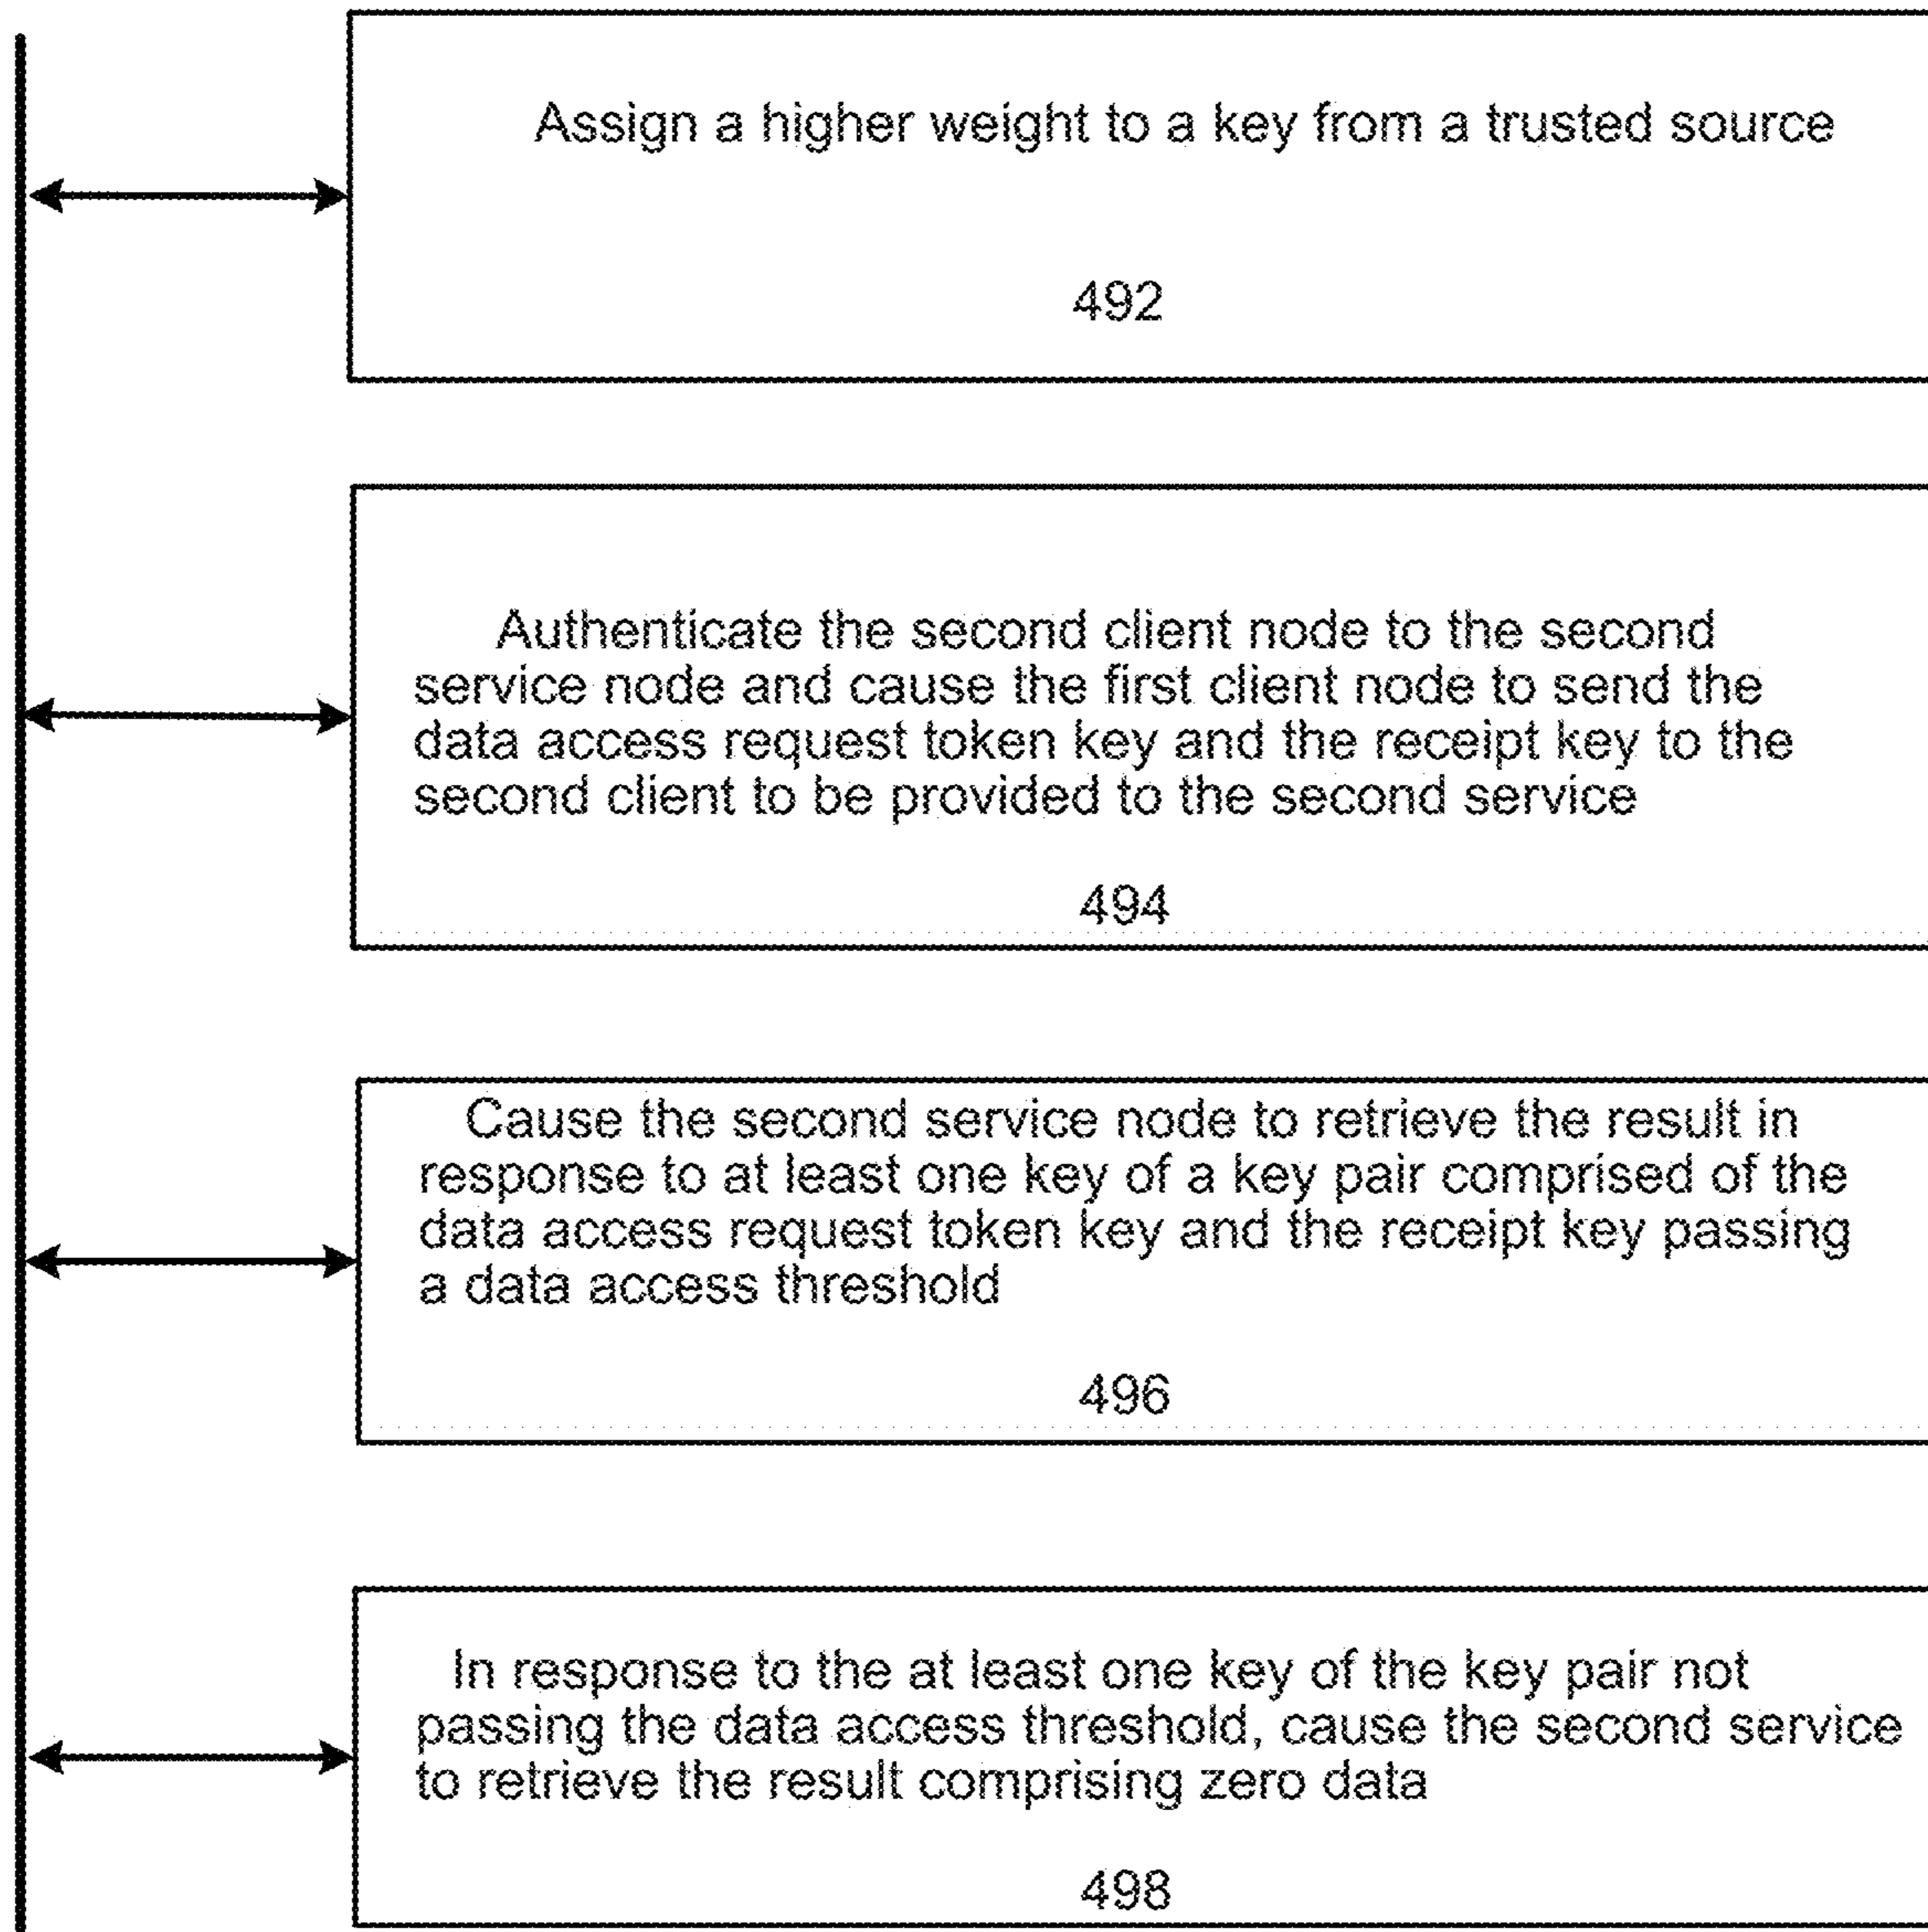 Assign a higher weight to a key from a trusted source
492
Authenticate the second client node to the second
service node and cause the first client node to send the
data access request token key and the receipt key to the
second client to be provided to the second service
494
Cause the second service node to retrieve the result in
response to at least one key of a key pair comprised of the
data access request token key and the receipt key passing
a data access threshold
496
In response to the at least one key of the key pair not
passing the data access threshold, cause the second service
to retrieve the result comprising zero data
498